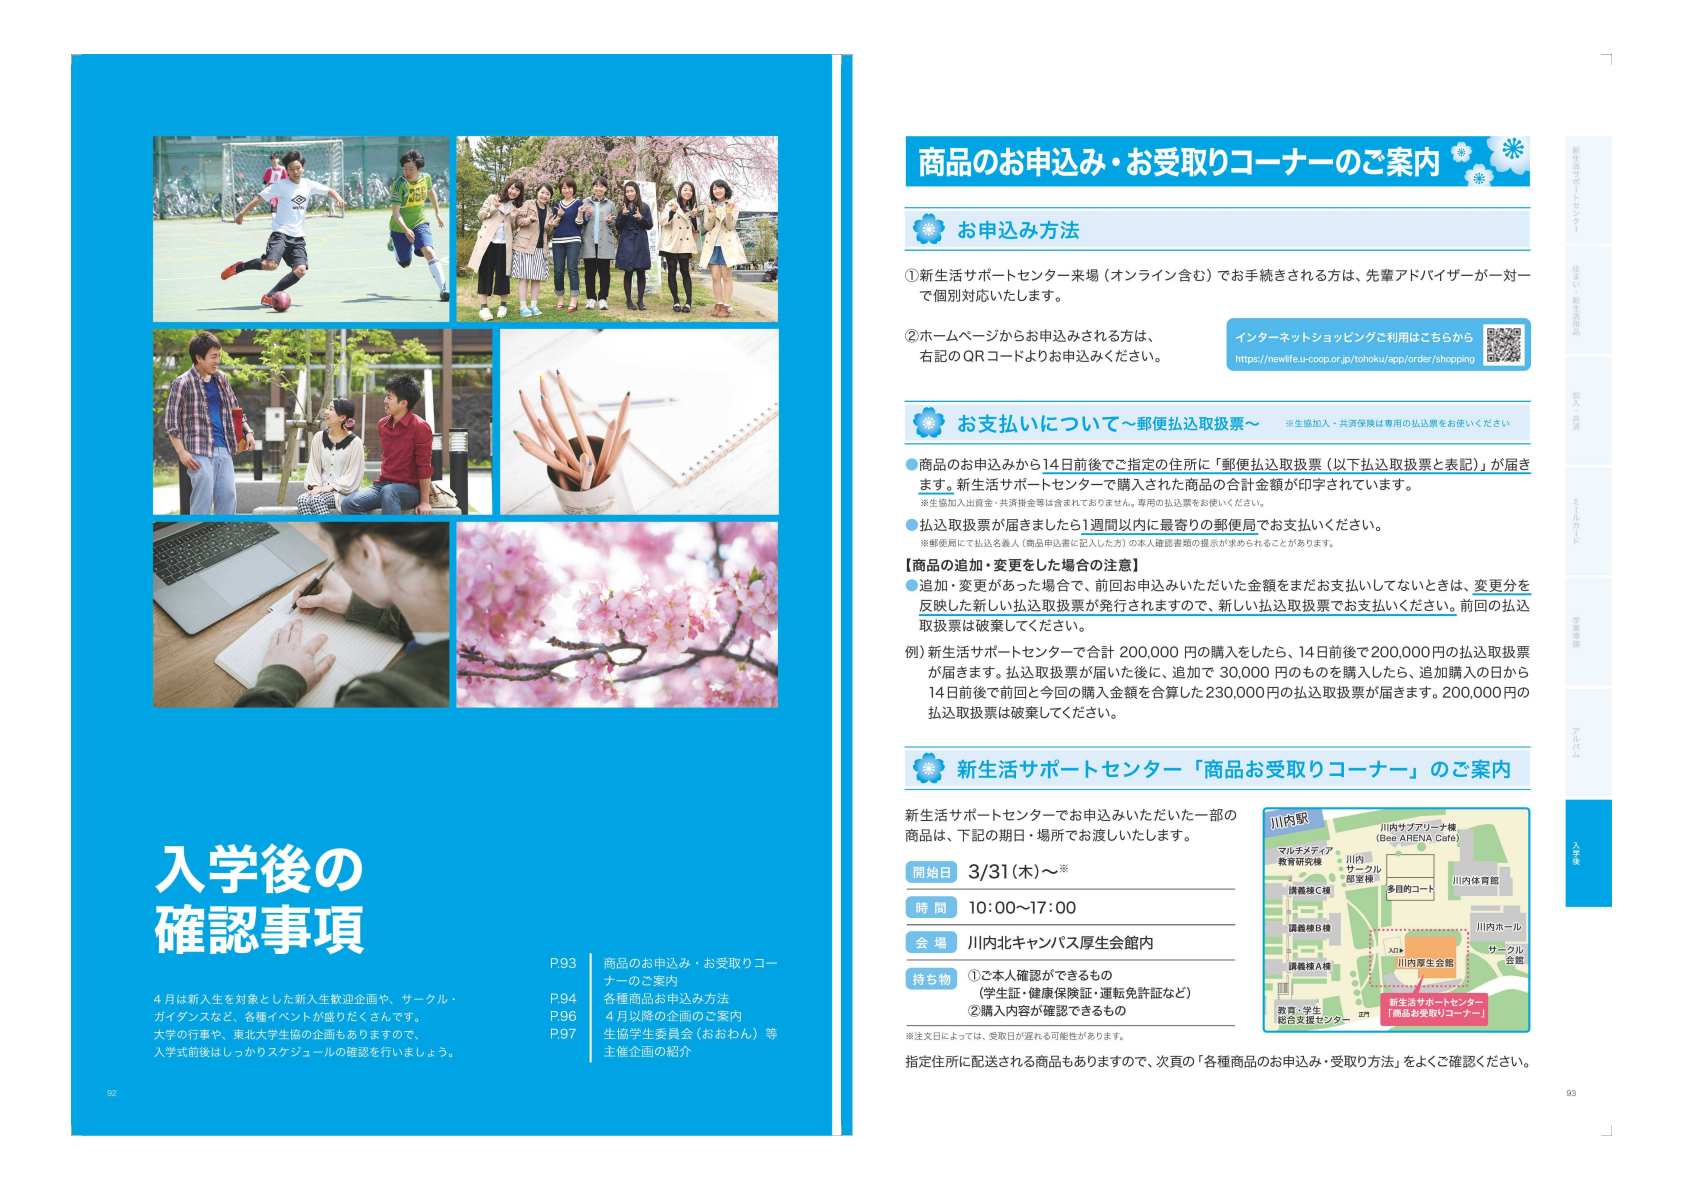 入学後の
確認事項
4月は新入生を対象とした新入生歓迎企画や、サークル・
ガイダンスなど、各種イベントが盛りだくさんです。
大学の行事や、東北大学生協の企画もありますので、
入学式前後はしっかりスケジュールの確認を行いましょう。
P.93 商品のお申込み・お受取りコー
ナーのご案内
P.94 各種商品お申込み方法
P.96 4月以降の企画のご案内
P.97 生協学生委員会(おおわん)等
主催企画の紹介
92
商品のお申込み・お受取りコーナーのご案内
お申込み方法
①新生活サポートセンター来場(オンライン含む)でお手続きされる方は、先輩アドバイザーが一対一
で個別対応いたします。
②ホームページからお申込みされる方は、
右記のQRコードよりお申込みください。
インターネットショッピングご利用はこちらから
https://newlife.u-coop.or.jp/tohoku/app/order/shopping
お支払いについて〜郵便払込取扱票〜 ※生協加入・共済保険は専用の払込票をお使いください
●商品のお申込みから14日前後でご指定の住所に「郵便払込取扱票(以下払込取扱票と表記)」が届き
ます。新生活サポートセンターで購入された商品の合計金額が印字されています。
※生協加入出資金・共済掛金等は含まれておりません。専用の払込票をお使いください。
●払込取扱票が届きましたら1週間以内に最寄りの郵便局でお支払いください。
※郵便局にて払込名義人(商品申込書に記入した方)の本人確認書類の提示が求められることがあります。
【商品の追加・変更をした場合の注意】
●追加・変更があった場合で、前回お申込みいただいた金額をまだお支払いしてないときは、変更分を
反映した新しい払込取扱票が発行されますので、新しい払込取扱票でお支払いください。前回の払込
取扱票は破棄してください。
例)新生活サポートセンターで合計 200,000 円の購入をしたら、14日前後で200,000円の払込取扱票
が届きます。払込取扱票が届いた後に、追加で 30,000 円のものを購入したら、追加購入の日から
14日前後で前回と今回の購入金額を合算した230,000円の払込取扱票が届きます。200,000円の
払込取扱票は破棄してください。
新生活サポートセンター「商品お受取りコーナー」のご案内
新生活サポートセンターでお申込みいただいた一部の
商品は、下記の期日・場所でお渡しいたします。
開始日 3/31(木)〜※
時間 10:00〜17:00
会場 川内北キャンパス厚生会館内
持ち物 ①ご本人確認ができるもの
(学生証・健康保険証・運転免許証など)
②購入内容が確認できるもの
※注文日によっては、受取日が遅れる可能性があります。
指定住所に配送される商品もありますので、次頁の「各種商品のお申込み・受取り方法」をよくご確認ください。
川内駅
川内サブアリーナ棟
(Bee ARENA Café)
マルチメディア
教育研究棟
川内
サークル
部室棟
多目的コート
川内体育館
講義棟C棟
講義棟B棟
川内ホール
サークル
会館
入口▶
川内厚生会館
講義棟A棟
教育・学生
総合支援センター
正門
新生活サポートセンター
「商品お受取りコーナー」
新生活サポートセンター
住まい・新生活用品
加入・共済
ミールカード
学業準備
アルバム
入学後
93